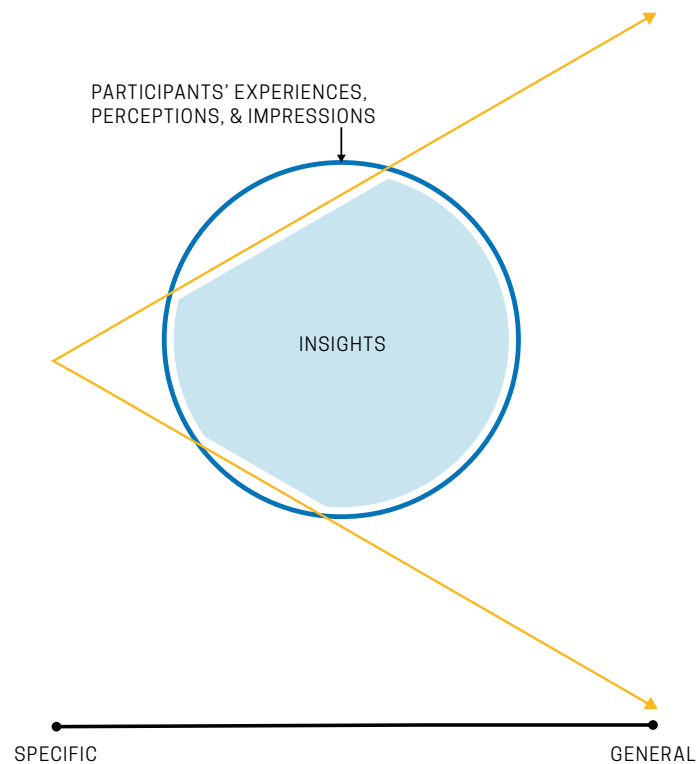 PARTICIPANTS’ EXPERIENCES,
PERCEPTIONS, & IMPRESSIONS
INSIGHTS
SPECIFIC
GENERAL